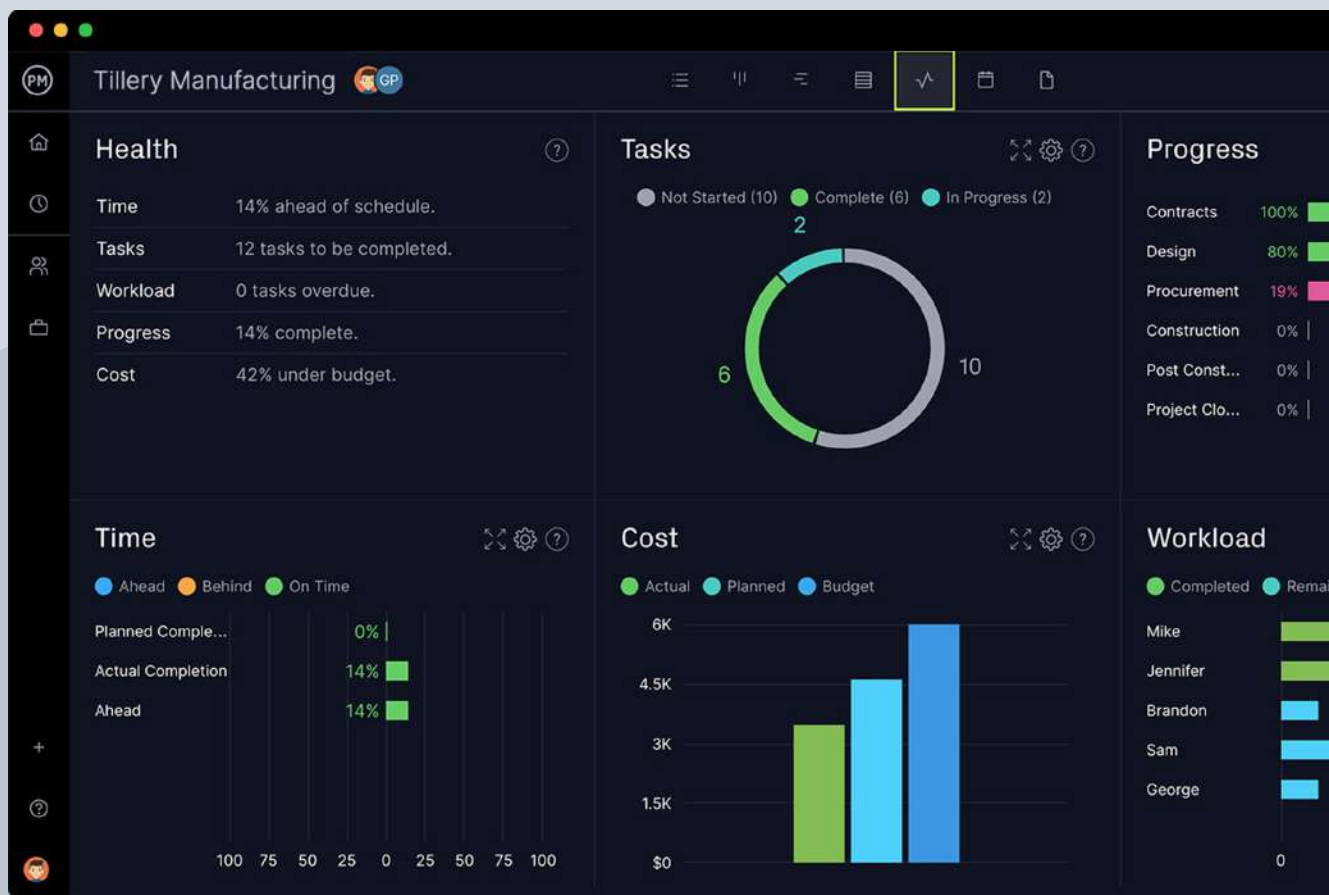 PM
Tillery Manufacturing GP
Health
Time 14% ahead of schedule.
Tasks 12 tasks to be completed.
Workload 0 tasks overdue.
Progress 14% complete.
Cost 42% under budget.
Tasks
Not Started (10) Complete (6) In Progress (2)
2
10
6
Progress
Contracts 100%
Design 80%
Procurement 19%
Construction 0%
Post Const... 0%
Project Clo... 0%
Time
Ahead Behind On Time
Planned Comple... 0%
Actual Completion 14%
Ahead 14%
100 75 50 25 0 25 50 75 100
Cost
Actual Planned Budget
6K
4.5K
3K
1.5K
$0
Workload
Completed Remai
Mike
Jennifer
Brandon
Sam
George
0